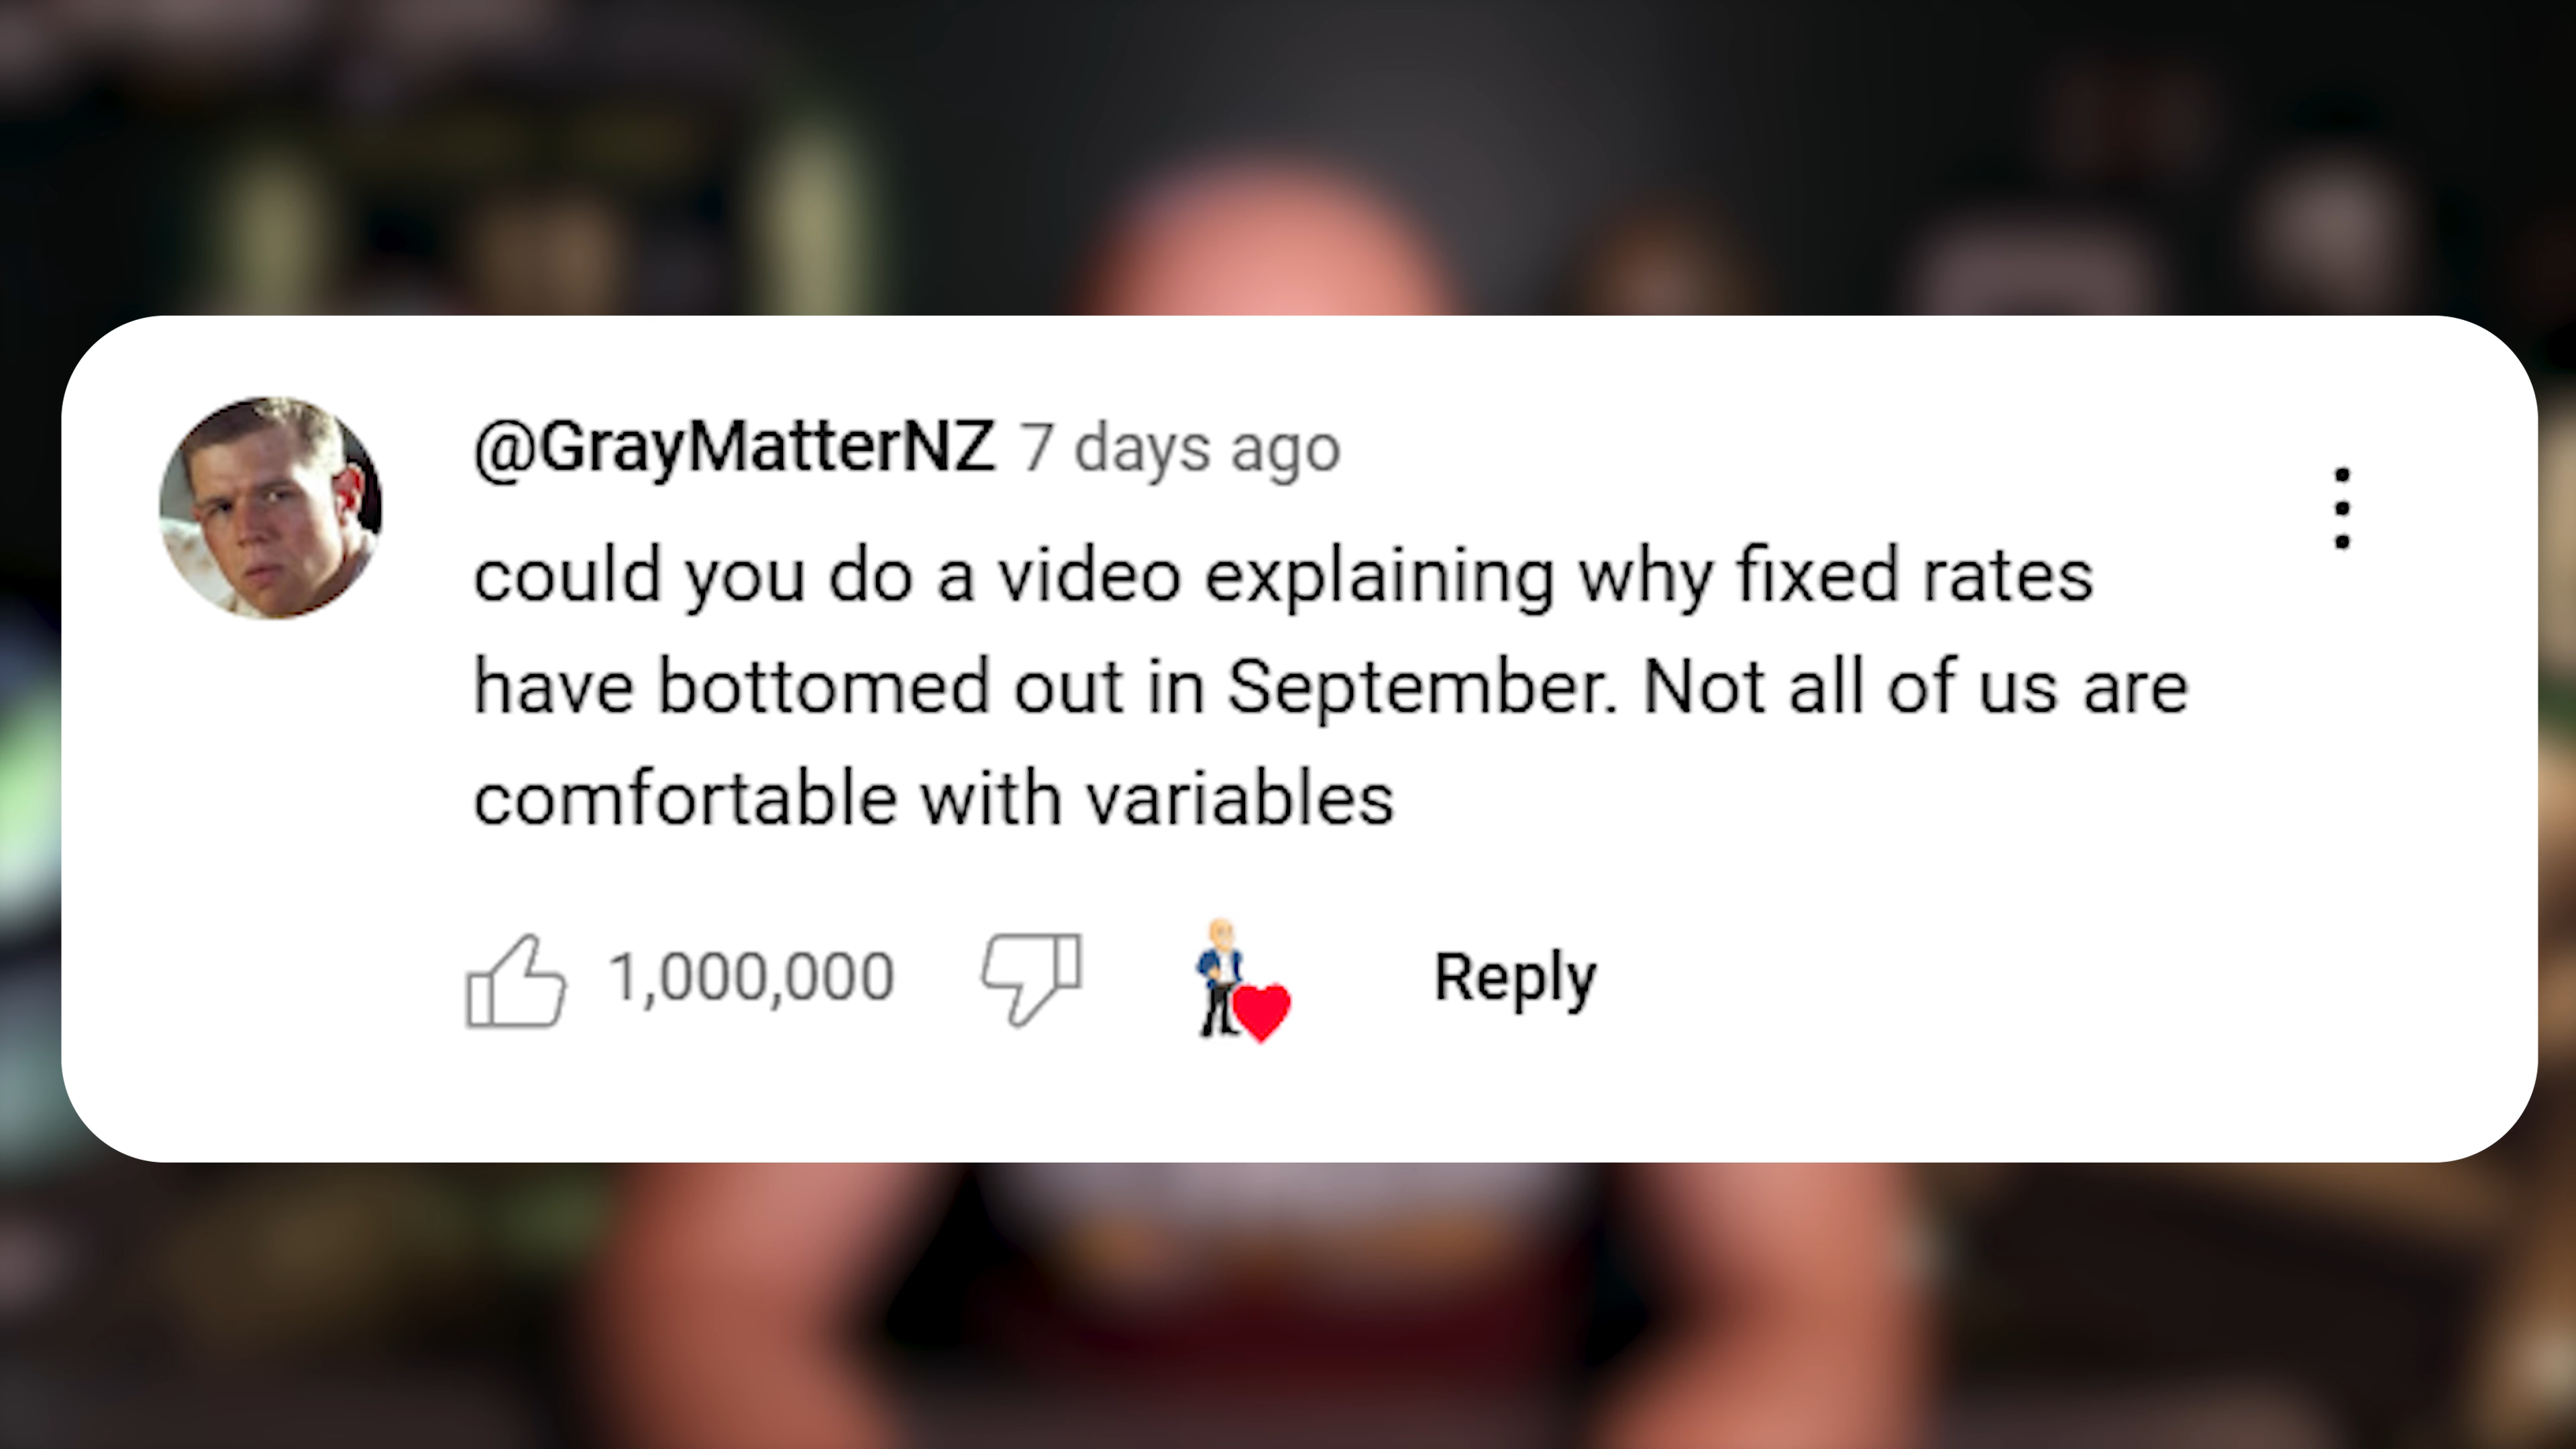 @GrayMatterNZ 7 days ago
could you do a video explaining why fixed rates
have bottomed out in September. Not all of us are
comfortable with variables
1,000,000
Reply